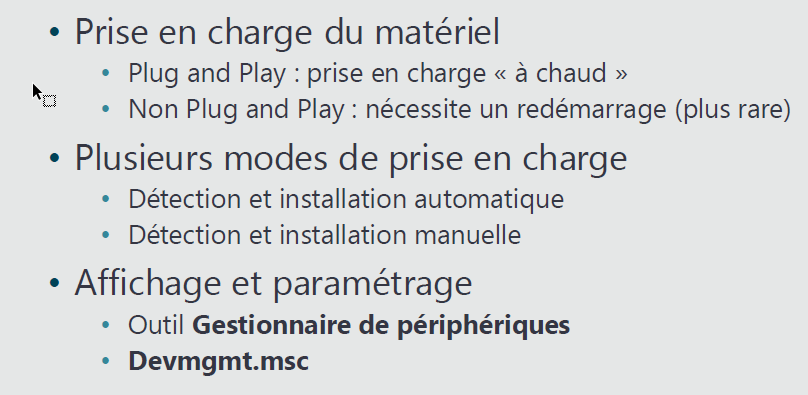 • Prise en charge du matériel
• Plug and Play : prise en charge « à chaud »
• Non Plug and Play : nécessite un redémarrage (plus rare)
• Plusieurs modes de prise en charge
• Détection et installation automatique
• Détection et installation manuelle
• Affichage et paramétrage
• Outil Gestionnaire de périphériques
• Devmgmt.msc